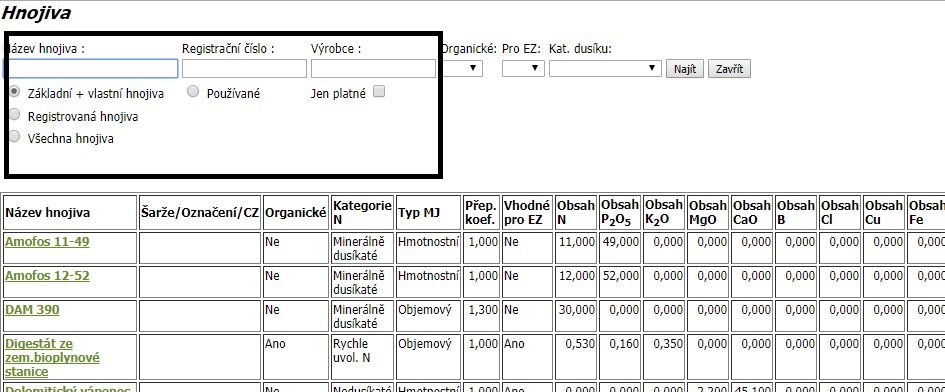 Hnojiva
Název hnojiva : Registrační číslo : Výrobce : Organické: Pro EZ: Kat. dusíku:
Najít Zavřít
Základní + vlastní hnojiva Používané Jen platné
Registrovaná hnojiva
Všechna hnojiva
Název hnojiva Šarže/Označení/CZ Organické Kategorie N Typ MJ Přep. koef. Vhodné pro EZ Obsah N Obsah P2O5 Obsah K2O Obsah MgO Obsah CaO Obsah B Obsah Cl Obsah Cu Obsah Fe
Amofos 11-49 Ne Minerálně dusíkaté Hmotnostní 1,000 Ne 11,000 49,000 0,000 0,000 0,000 0,000 0,000 0,000 0,000
Amofos 12-52 Ne Minerálně dusíkaté Hmotnostní 1,000 Ne 12,000 52,000 0,000 0,000 0,000 0,000 0,000 0,000 0,000
DAM 390 Ne Minerálně dusíkaté Objemový 1,300 Ne 30,000 0,000 0,000 0,000 0,000 0,000 0,000 0,000 0,000
Digestát ze zem.bioplynové stanice Ano Rychle uvol. N Objemový 1,000 Ano 0,530 0,160 0,350 0,000 0,000 0,000 0,000 0,000 0,000
Dolomitický vápenec Ne Nedusíkaté Hmotnostní 1,000 Ano 0,000 0,000 0,000 2,200 45,100 0,000 0,000 0,000 0,000